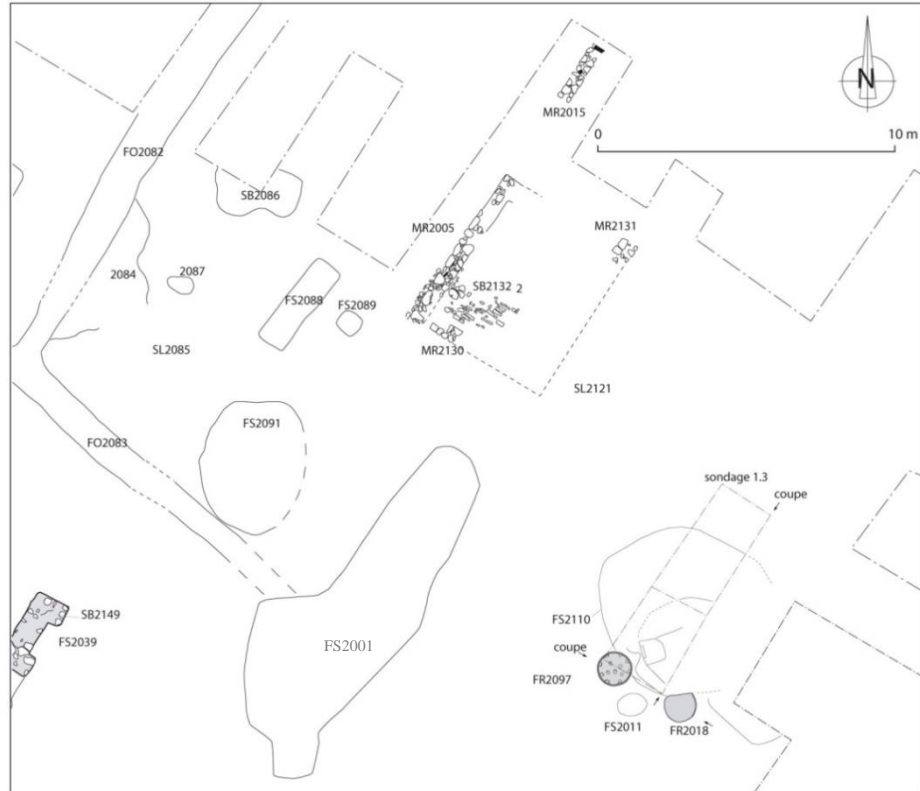 N
MR2015
0 10 m
FO2082
SB2086
MR2005
MR2131
2084
2087
FS2088
FS2089
SB2132 2
SL2085
MR2130
SL2121
FS2091
FO2083
sondage 1.3
coupe
SB2149
FS2039
FS2001
FS2110
coupe
FR2097
FS2011
FR2018